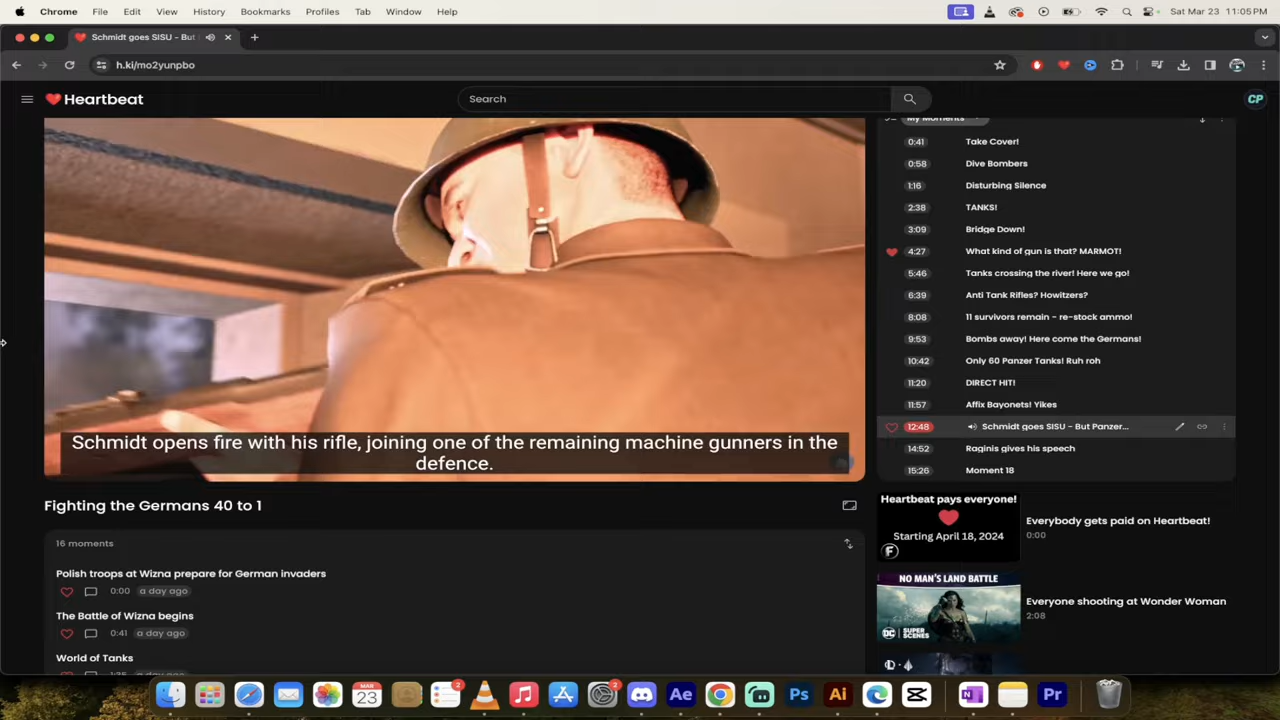 Chrome File Edit View History Bookmarks Profiles Tab Window Help
Sat Mar 23 11:05 PM
Schmidt goes SISU - But
h.ki/mo2yunpbo
Heartbeat
Search
CP
My Moments
0:41 Take Cover!
0:58 Dive Bombers
1:16 Disturbing Silence
2:38 TANKS!
3:09 Bridge Down!
4:27 What kind of gun is that? MARMOT!
5:46 Tanks crossing the river! Here we go!
6:39 Anti Tank Rifles? Howitzers?
8:08 11 survivors remain - re-stock ammo!
9:53 Bombs away! Here come the Germans!
10:42 Only 60 Panzer Tanks! Ruh roh
11:20 DIRECT HIT!
11:57 Affix Bayonets! Yikes
12:48 Schmidt goes SISU - But Panzer...
14:52 Raginis gives his speech
15:26 Moment 18
Schmidt opens fire with his rifle, joining one of the remaining machine gunners in the
defence.
Fighting the Germans 40 to 1
16 moments
Polish troops at Wizna prepare for German invaders
0:00 a day ago
The Battle of Wizna begins
0:41 a day ago
World of Tanks
Heartbeat pays everyone!
Starting April 18, 2024
F
Everybody gets paid on Heartbeat!
0:00
NO MAN'S LAND BATTLE
DC SUPER
SCENES
Everyone shooting at Wonder Woman
2:08
2
MAR
23
2
Ae
Ps
Ai
N
Pr